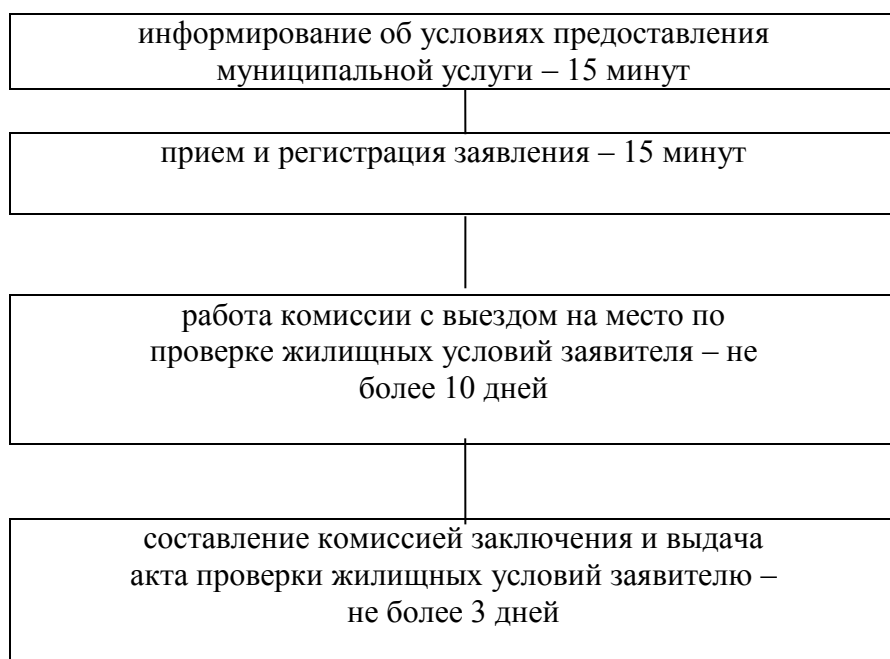 информирование об условиях предоставления
муниципальной услуги – 15 минут
прием и регистрация заявления – 15 минут
работа комиссии с выездом на место по
проверке жилищных условий заявителя – не
более 10 дней
составление комиссией заключения и выдача
акта проверки жилищных условий заявителю –
не более 3 дней